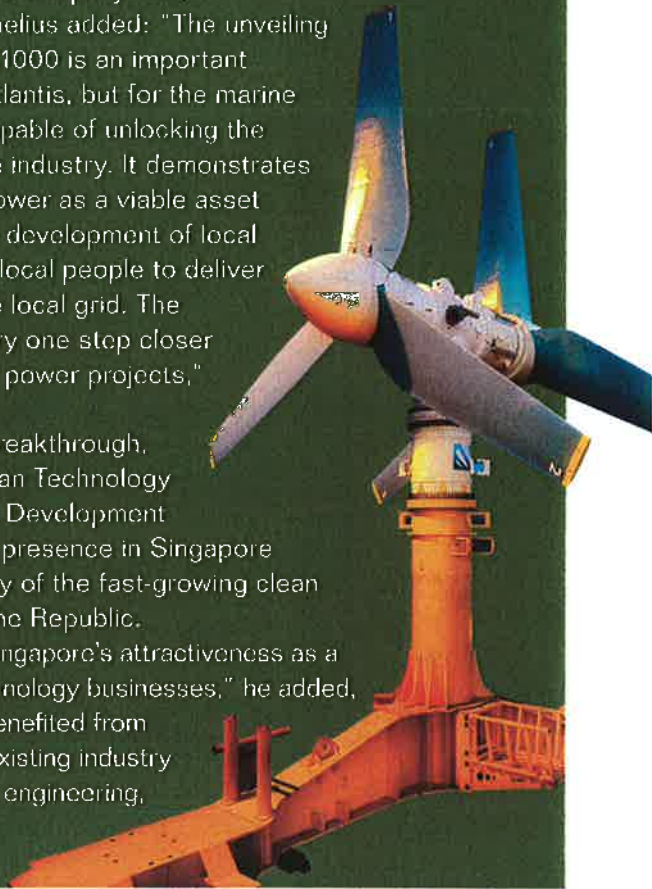 nelius added: "The unveiling
1000 is an important
tlantis, but for the marine
pable of unlocking the
e industry. It demonstrates
ower as a viable asset
development of local
local people to deliver
e local grid. The
ry one step closer
power projects,"
reakthrough,
an Technology
Development
presence in Singapore
y of the fast-growing clean
ne Republic.
ngapore's attractiveness as a
nology businesses," he added,
enefited from
xisting industry
engineering,
2